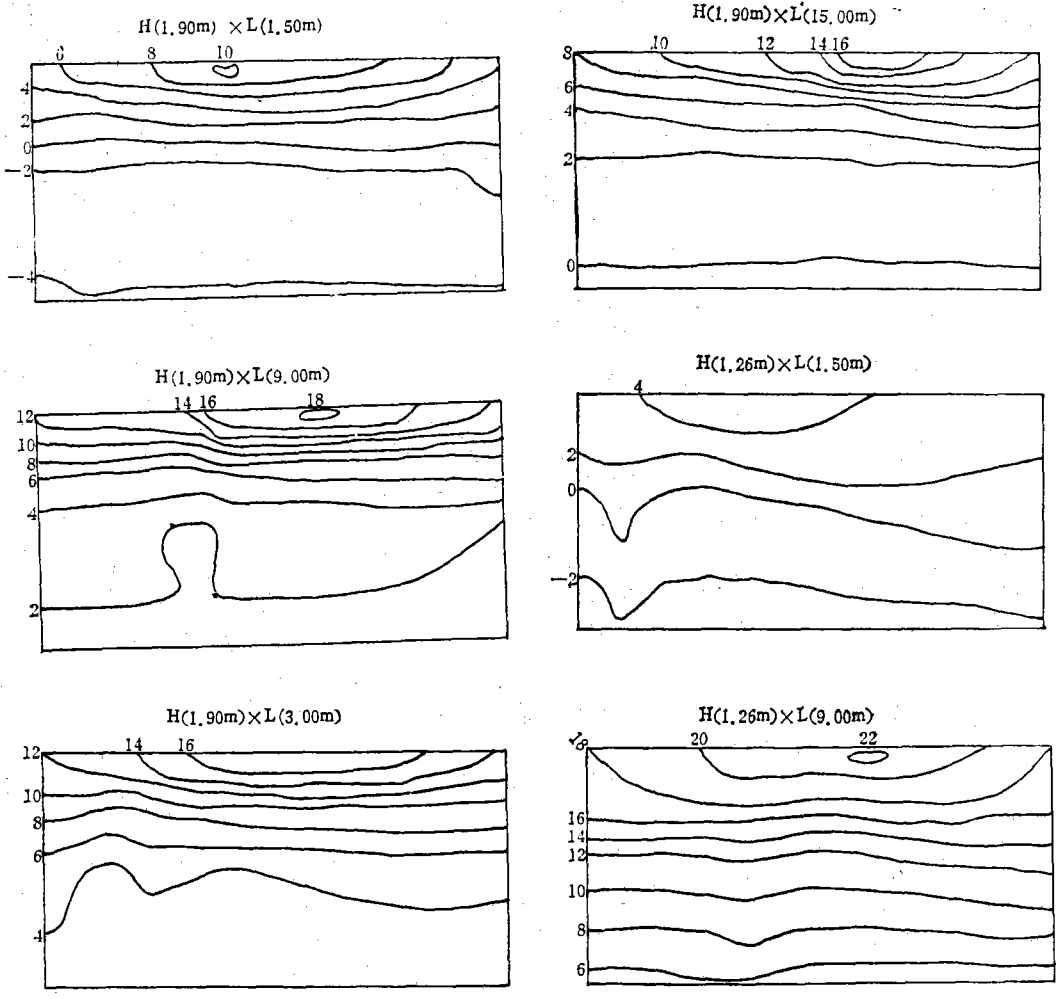 H(1.90m) ×L(1.50m)
6 8 10
4
2
0
−2
−4
H(1.90m)×L(15.00m)
8 10 12 14 16
6
4
2
0
H(1.90m)×L(9.00m)
12 14 16 18
10
8
6
4
2
H(1.26m)×L(1.50m)
4
2
0
−2
H(1.90m)×L(3.00m)
12 14 16
10
8
6
4
H(1.26m)×L(9.00m)
18 20 22
16
14
12
10
8
6